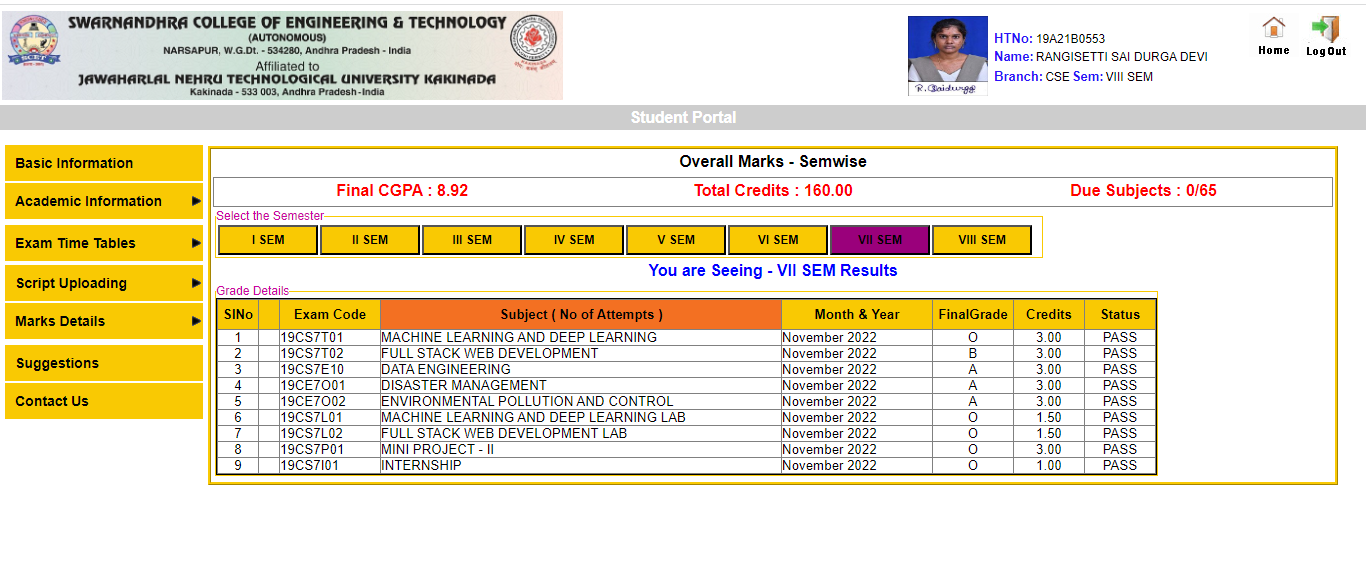 SWARNANDHRA COLLEGE OF ENGINEERING & TECHNOLOGY
(AUTONOMOUS)
NARSAPUR, W.G.Dt. - 534280, Andhra Pradesh - India
Affiliated to
JAWAHARLAL NEHRU TECHNOLOGICAL UNIVERSITY KAKINADA
Kakinada - 533 003, Andhra Pradesh-India
SCET
R. Saidurga
HTNo: 19A21B0553
Name: RANGISETTI SAI DURGA DEVI
Branch: CSE Sem: VIII SEM
Home
LogOut
Student Portal
Basic Information
Academic Information
Exam Time Tables
Script Uploading
Marks Details
Suggestions
Contact Us
Overall Marks - Semwise
Final CGPA : 8.92 Total Credits : 160.00 Due Subjects : 0/65
Select the Semester
I SEM II SEM III SEM IV SEM V SEM VI SEM VII SEM VIII SEM
You are Seeing - VII SEM Results
Grade Details
SlNo Exam Code Subject ( No of Attempts ) Month & Year FinalGrade Credits Status
1 19CS7T01 MACHINE LEARNING AND DEEP LEARNING November 2022 O 3.00 PASS
2 19CS7T02 FULL STACK WEB DEVELOPMENT November 2022 B 3.00 PASS
3 19CS7E10 DATA ENGINEERING November 2022 A 3.00 PASS
4 19CE7O01 DISASTER MANAGEMENT November 2022 A 3.00 PASS
5 19CE7O02 ENVIRONMENTAL POLLUTION AND CONTROL November 2022 A 3.00 PASS
6 19CS7L01 MACHINE LEARNING AND DEEP LEARNING LAB November 2022 O 1.50 PASS
7 19CS7L02 FULL STACK WEB DEVELOPMENT LAB November 2022 O 1.50 PASS
8 19CS7P01 MINI PROJECT - II November 2022 O 3.00 PASS
9 19CS7I01 INTERNSHIP November 2022 O 1.00 PASS